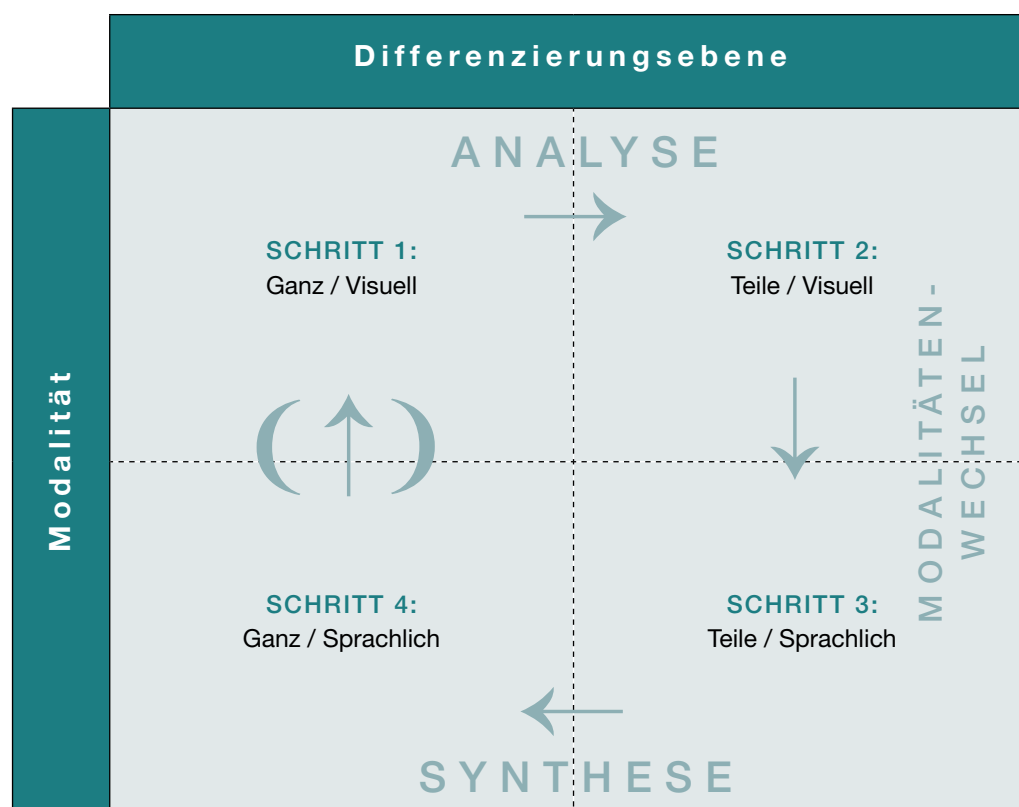 Differenzierungsebene
Modalität
ANALYSE
SCHRITT 1:
Ganz / Visuell
SCHRITT 2:
Teile / Visuell
MODALITÄTEN-
WECHSEL
SCHRITT 4:
Ganz / Sprachlich
SCHRITT 3:
Teile / Sprachlich
SYNTHESE